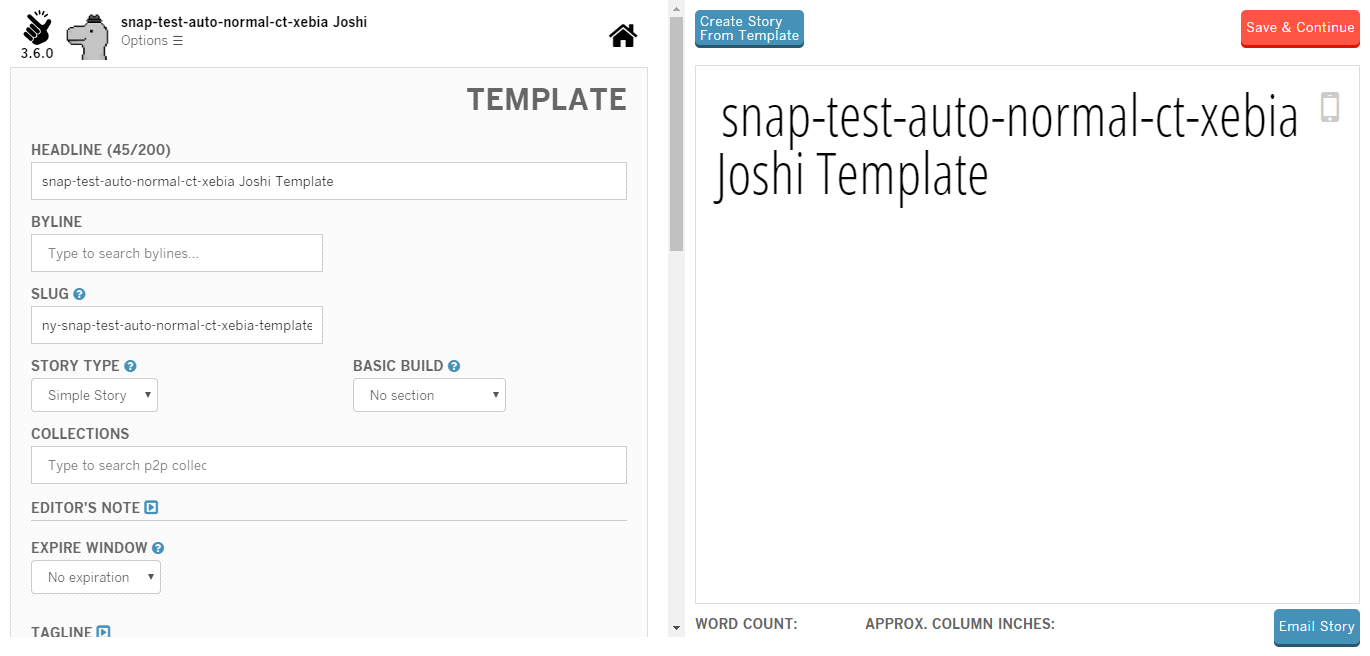 snap-test-auto-normal-ct-xebia Joshi
Options ☰
3.6.0
TEMPLATE
HEADLINE (45/200)
snap-test-auto-normal-ct-xebia Joshi Template
BYLINE
Type to search bylines...
SLUG ?
ny-snap-test-auto-normal-ct-xebia-template
STORY TYPE ?
BASIC BUILD ?
Simple Story
No section
COLLECTIONS
Type to search p2p collec
EDITOR'S NOTE
EXPIRE WINDOW ?
No expiration
TAGLINE
Create Story
From Template
Save & Continue
snap-test-auto-normal-ct-xebia
Joshi Template
WORD COUNT:
APPROX. COLUMN INCHES:
Email Story